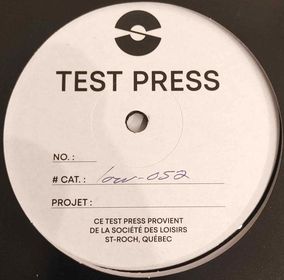 TEST PRESS
NO. :
# CAT. : low-052
PROJET :
CE TEST PRESS PROVIENT
DE LA SOCIÉTÉ DES LOISIRS
ST-ROCH, QUÉBEC